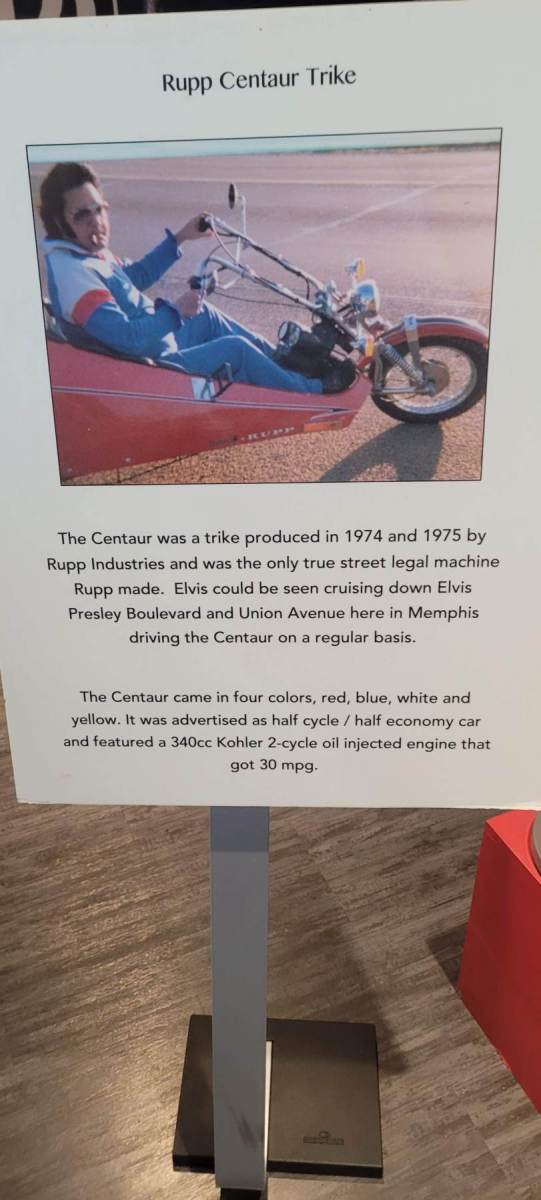 Rupp Centaur Trike
RUPP
The Centaur was a trike produced in 1974 and 1975 by
Rupp Industries and was the only true street legal machine
Rupp made. Elvis could be seen cruising down Elvis
Presley Boulevard and Union Avenue here in Memphis
driving the Centaur on a regular basis.
The Centaur came in four colors, red, blue, white and
yellow. It was advertised as half cycle / half economy car
and featured a 340cc Kohler 2-cycle oil injected engine that
got 30 mpg.